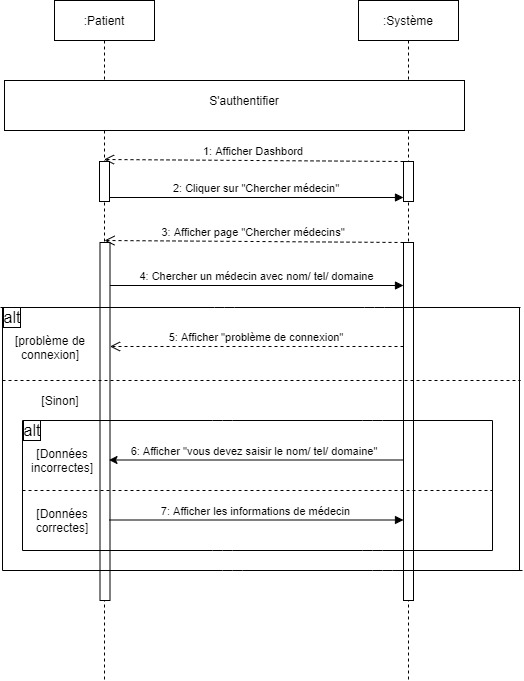 :Patient
:Système
S'authentifier
1: Afficher Dashbord
2: Cliquer sur "Chercher médecin"
3: Afficher page "Chercher médecins"
4: Chercher un médecin avec nom/ tel/ domaine
alt
[problème de
connexion]
5: Afficher "problème de connexion"
[Sinon]
alt
[Données
incorrectes]
6: Afficher "vous devez saisir le nom/ tel/ domaine"
[Données
correctes]
7: Afficher les informations de médecin